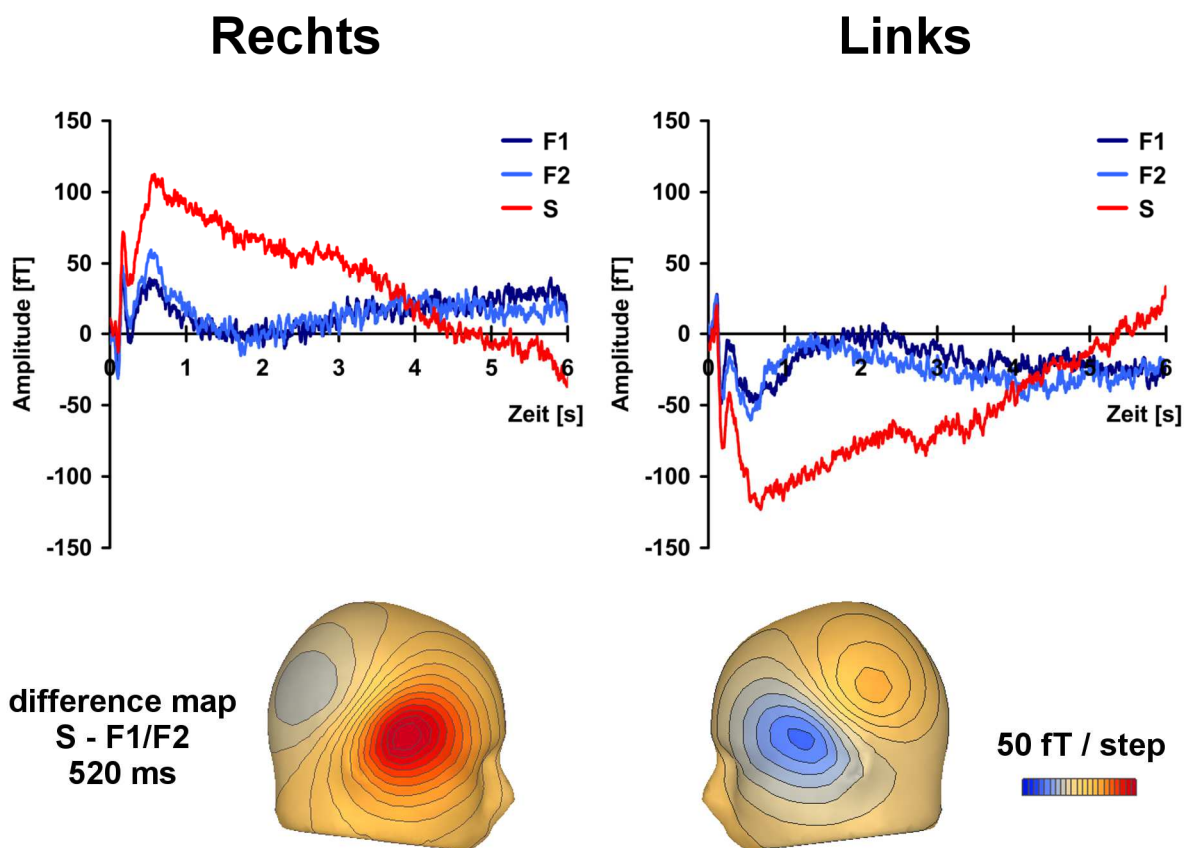 Rechts
Links
150
100
50
0
-50
-100
-150
Amplitude [fT]
0 1 2 3 4 5 6
Zeit [s]
F1
F2
S
150
100
50
0
-50
-100
-150
Amplitude [fT]
0 1 2 3 4 5 6
Zeit [s]
F1
F2
S
difference map
S - F1/F2
520 ms
50 fT / step